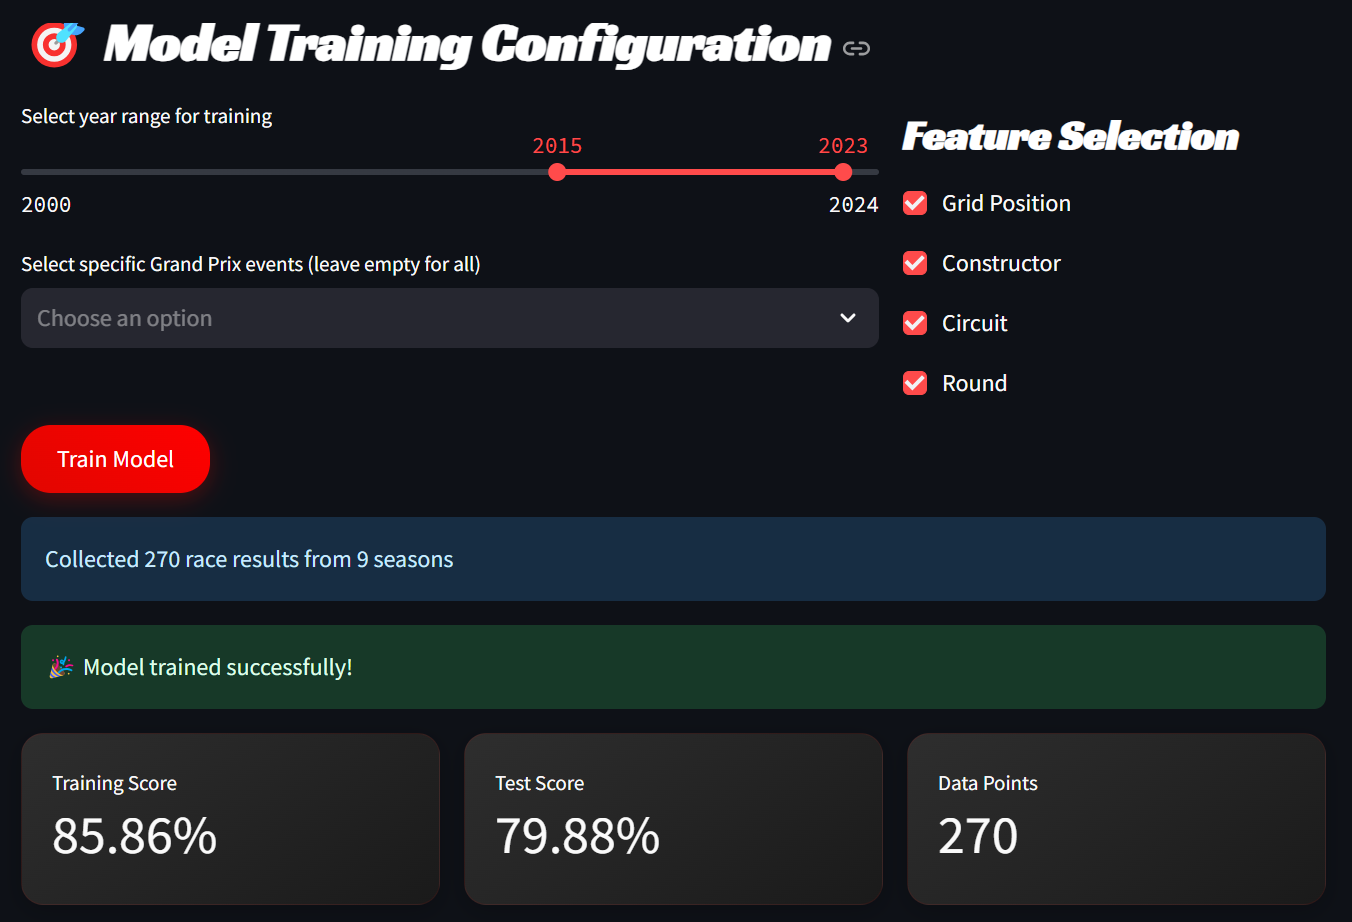 🎯 Model Training Configuration
Select year range for training
2015 2023
2000 2024
Select specific Grand Prix events (leave empty for all)
Choose an option
Feature Selection
Grid Position
Constructor
Circuit
Round
Train Model
Collected 270 race results from 9 seasons
🎉 Model trained successfully!
Training Score
85.86%
Test Score
79.88%
Data Points
270